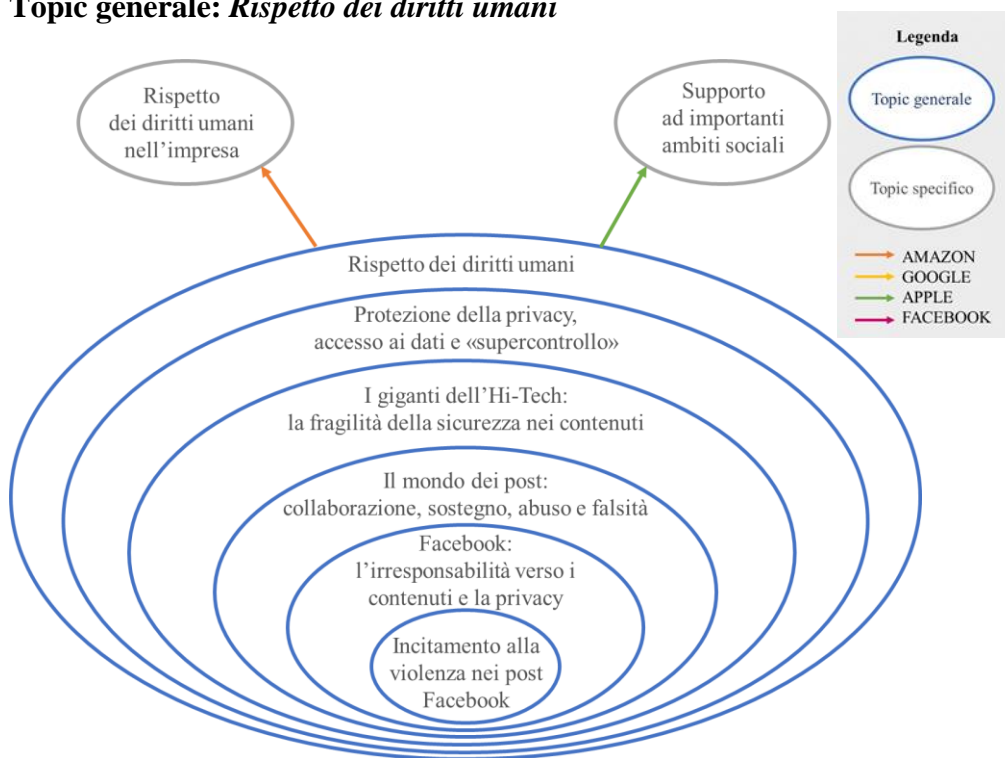 Topic generale: Rispetto dei diritti umani
Legenda
Topic generale
Topic specifico
AMAZON
GOOGLE
APPLE
FACEBOOK
Rispetto
dei diritti umani
nell’impresa
Supporto
ad importanti
ambiti sociali
Rispetto dei diritti umani
Protezione della privacy,
accesso ai dati e «supercontrollo»
I giganti dell’Hi-Tech:
la fragilità della sicurezza nei contenuti
Il mondo dei post:
collaborazione, sostegno, abuso e falsità
Facebook:
l’irresponsabilità verso i
contenuti e la privacy
Incitamento alla
violenza nei post
Facebook